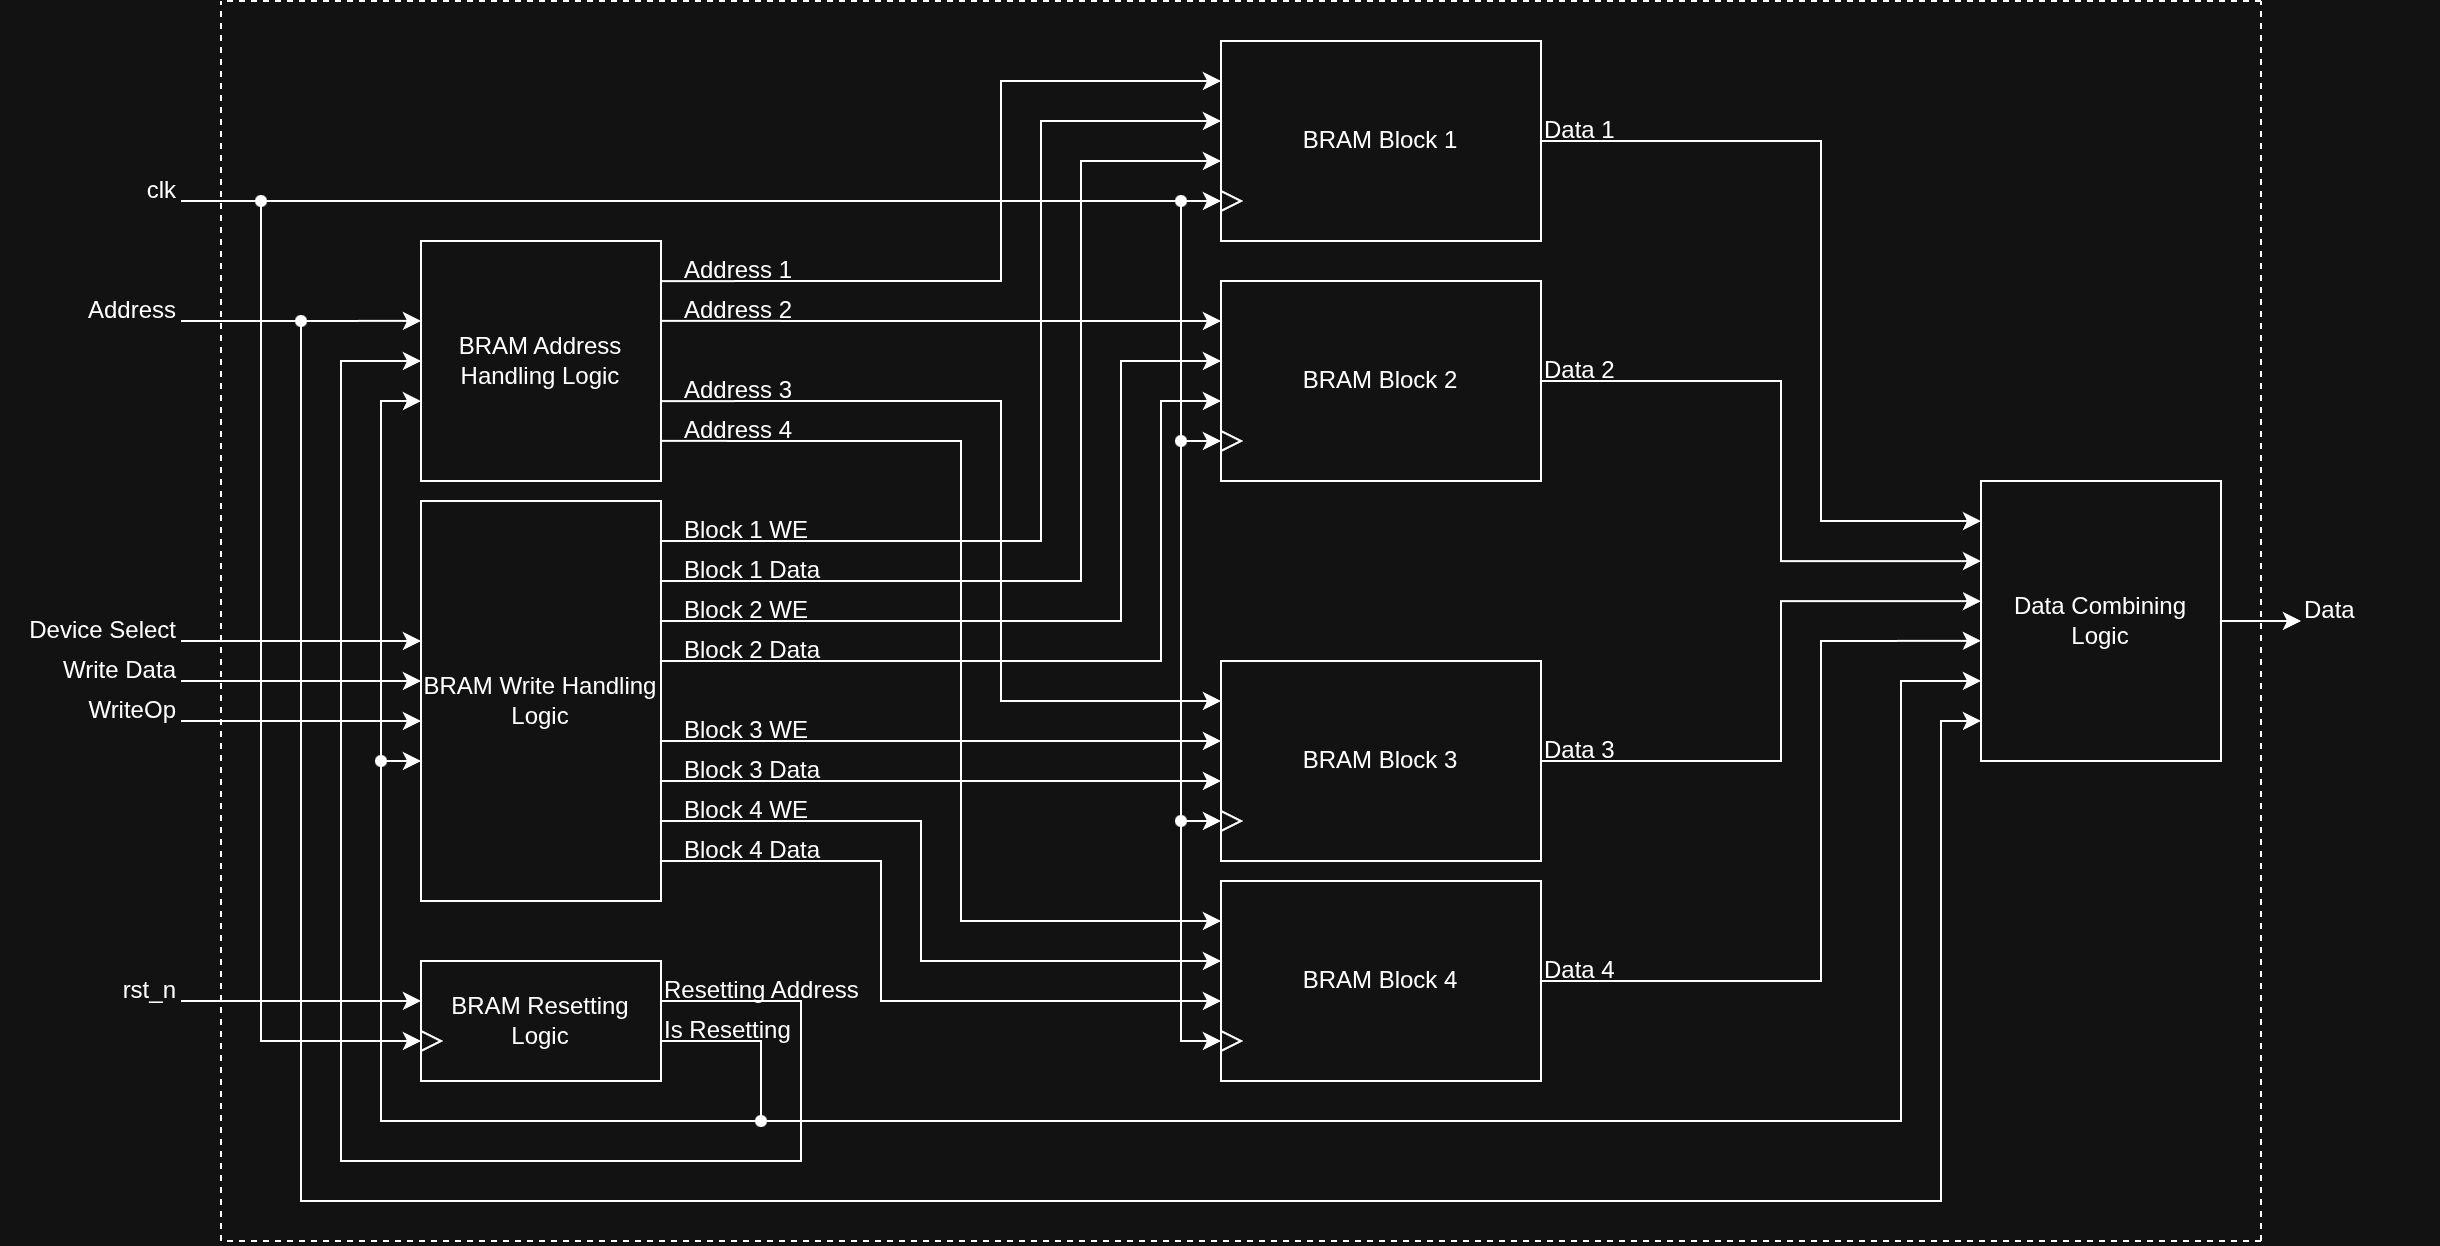 clk
Address
Device Select
Write Data
WriteOp
rst_n
BRAM Address
Handling Logic
Address 1
Address 2
Address 3
Address 4
BRAM Write Handling
Logic
Block 1 WE
Block 1 Data
Block 2 WE
Block 2 Data
Block 3 WE
Block 3 Data
Block 4 WE
Block 4 Data
BRAM Resetting
Logic
Resetting Address
Is Resetting
BRAM Block 1
Data 1
BRAM Block 2
Data 2
BRAM Block 3
Data 3
BRAM Block 4
Data 4
Data Combining
Logic
Data